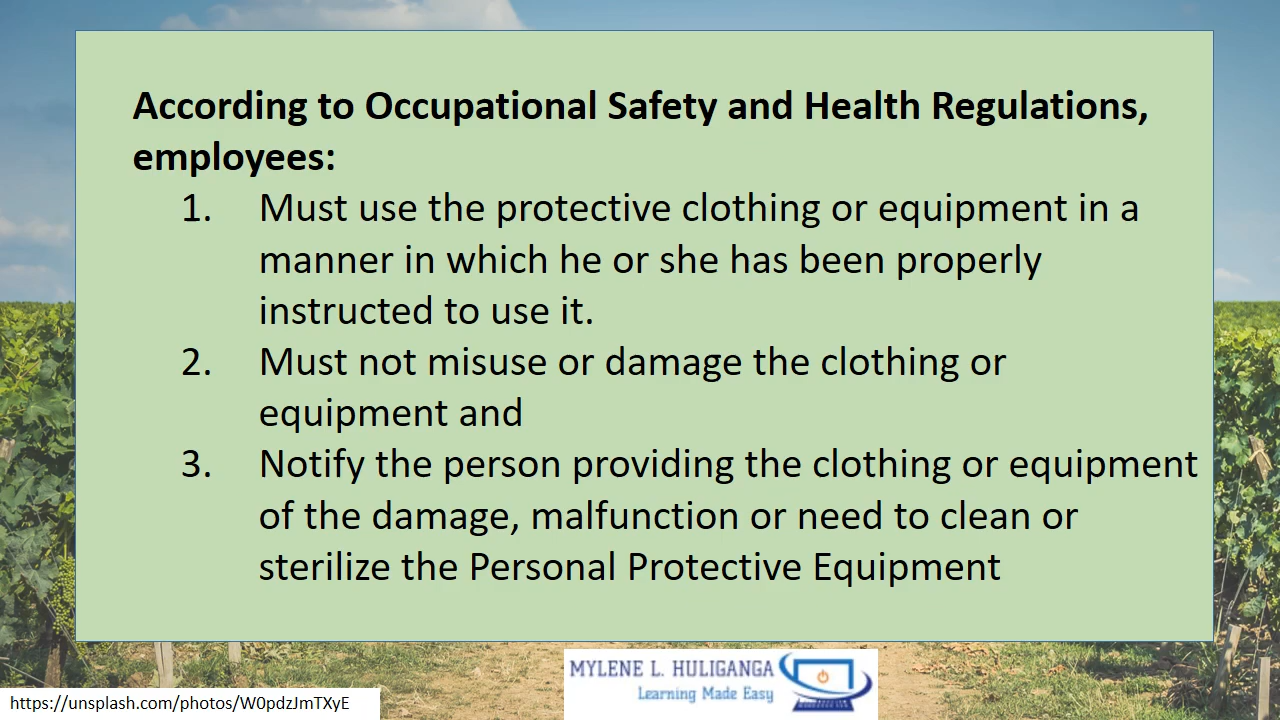 According to Occupational Safety and Health Regulations,
employees:
1. Must use the protective clothing or equipment in a
manner in which he or she has been properly
instructed to use it.
2. Must not misuse or damage the clothing or
equipment and
3. Notify the person providing the clothing or equipment
of the damage, malfunction or need to clean or
sterilize the Personal Protective Equipment
MYLENE L. HULIGANGA
Learning Made Easy
https://unsplash.com/photos/W0pdzJmTXyE